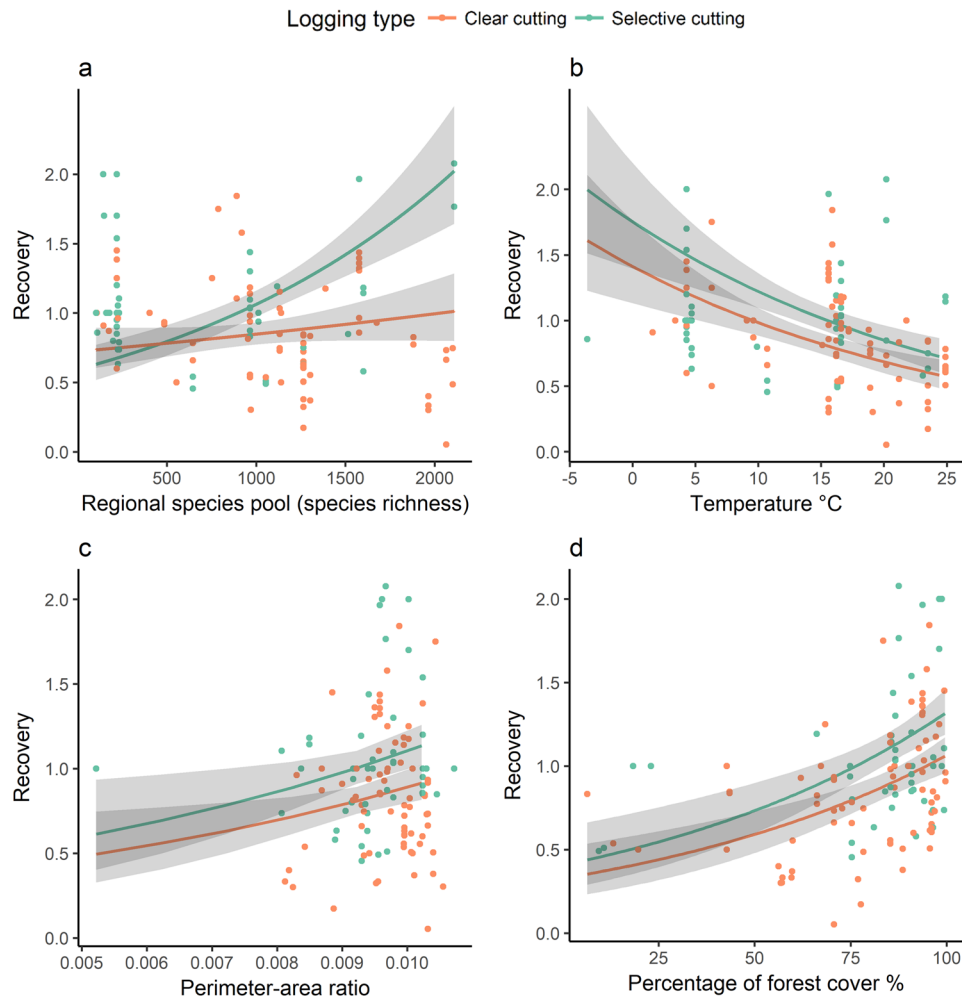 Logging type Clear cutting Selective cutting
a
Recovery
2.0
1.5
1.0
0.5
0.0
500 1000 1500 2000
Regional species pool (species richness)
b
Recovery
2.0
1.5
1.0
0.5
0.0
-5 0 5 10 15 20 25
Temperature °C
c
Recovery
2.0
1.5
1.0
0.5
0.0
0.005 0.006 0.007 0.008 0.009 0.010
Perimeter-area ratio
d
Recovery
2.0
1.5
1.0
0.5
0.0
25 50 75 100
Percentage of forest cover %